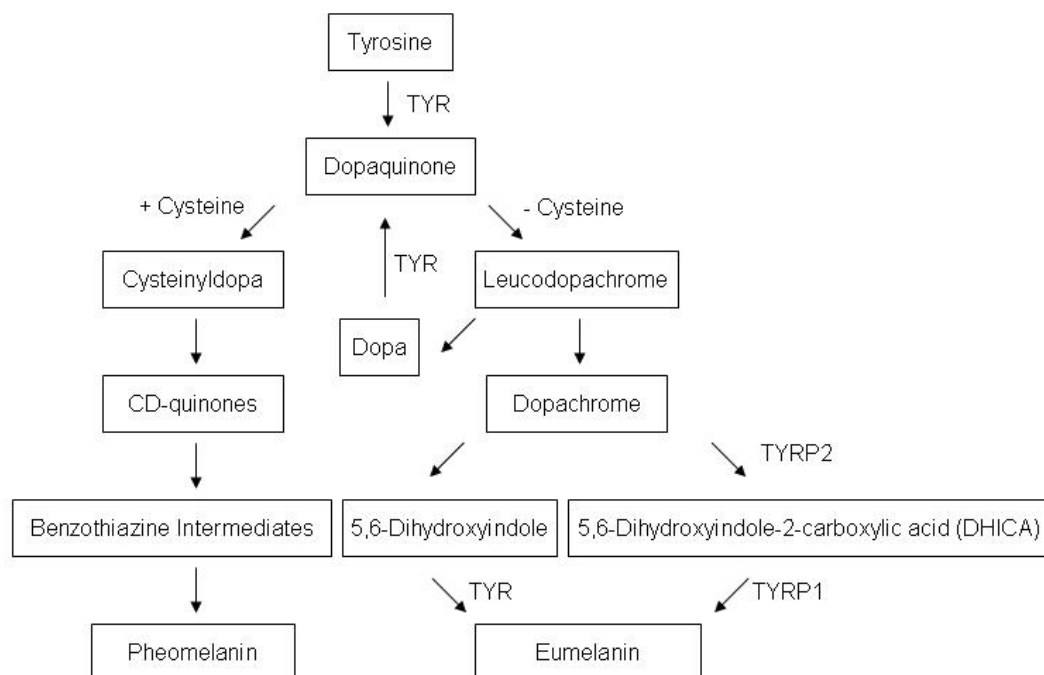 Tyrosine
TYR
Dopaquinone
+ Cysteine
- Cysteine
Cysteinyldopa
TYR
Leucodopachrome
Dopa
CD-quinones
Dopachrome
TYRP2
Benzothiazine Intermediates
5,6-Dihydroxyindole
5,6-Dihydroxyindole-2-carboxylic acid (DHICA)
TYR
TYRP1
Pheomelanin
Eumelanin